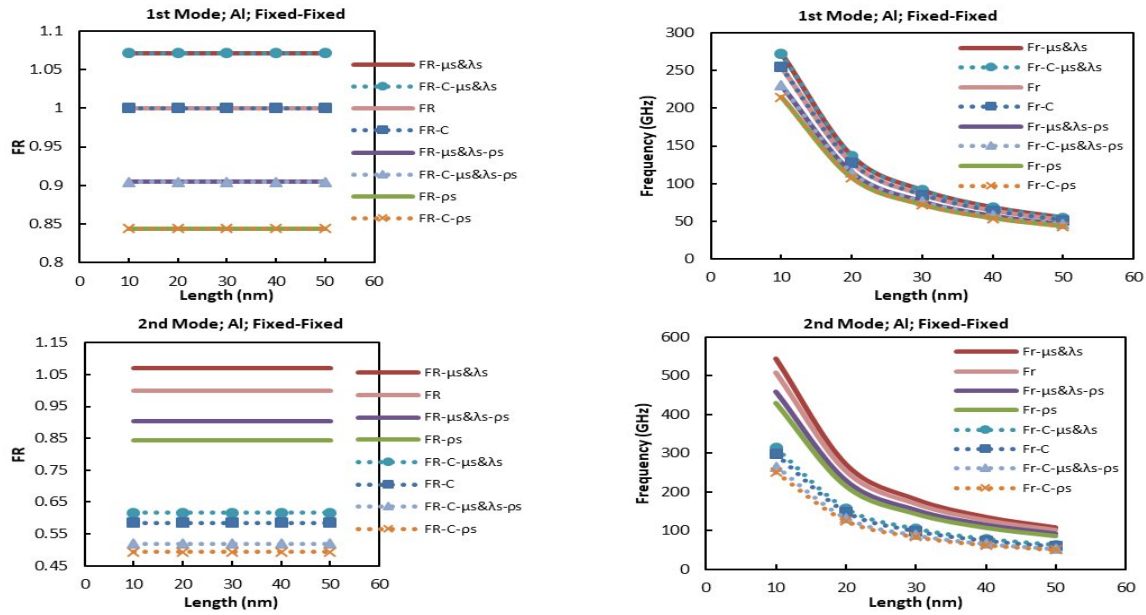 1st Mode; Al; Fixed-Fixed
1.1
1.05
1
0.95
0.9
0.85
0.8
FR
0 10 20 30 40 50 60
Length (nm)
FR-μs&λs
FR-C-μs&λs
FR
FR-C
FR-μs&λs-ρs
FR-C-μs&λs-ρs
FR-ρs
FR-C-ρs
1st Mode; Al; Fixed-Fixed
300
250
200
150
100
50
0
Frequency (GHz)
0 10 20 30 40 50 60
Length (nm)
Fr-μs&λs
Fr-C-μs&λs
Fr
Fr-C
Fr-μs&λs-ρs
Fr-C-μs&λs-ρs
Fr-ρs
Fr-C-ρs
2nd Mode; Al; Fixed-Fixed
1.15
1.05
0.95
0.85
0.75
0.65
0.55
0.45
FR
0 10 20 30 40 50 60
Length (nm)
FR-μs&λs
FR
FR-μs&λs-ρs
FR-ρs
FR-C-μs&λs
FR-C
FR-C-μs&λs-ρs
FR-C-ρs
2nd Mode; Al; Fixed-Fixed
600
500
400
300
200
100
0
Frequency (GHz)
0 10 20 30 40 50 60
Length (nm)
Fr-μs&λs
Fr
Fr-μs&λs-ρs
Fr-ρs
Fr-C-μs&λs
Fr-C
Fr-C-μs&λs-ρs
Fr-C-ρs